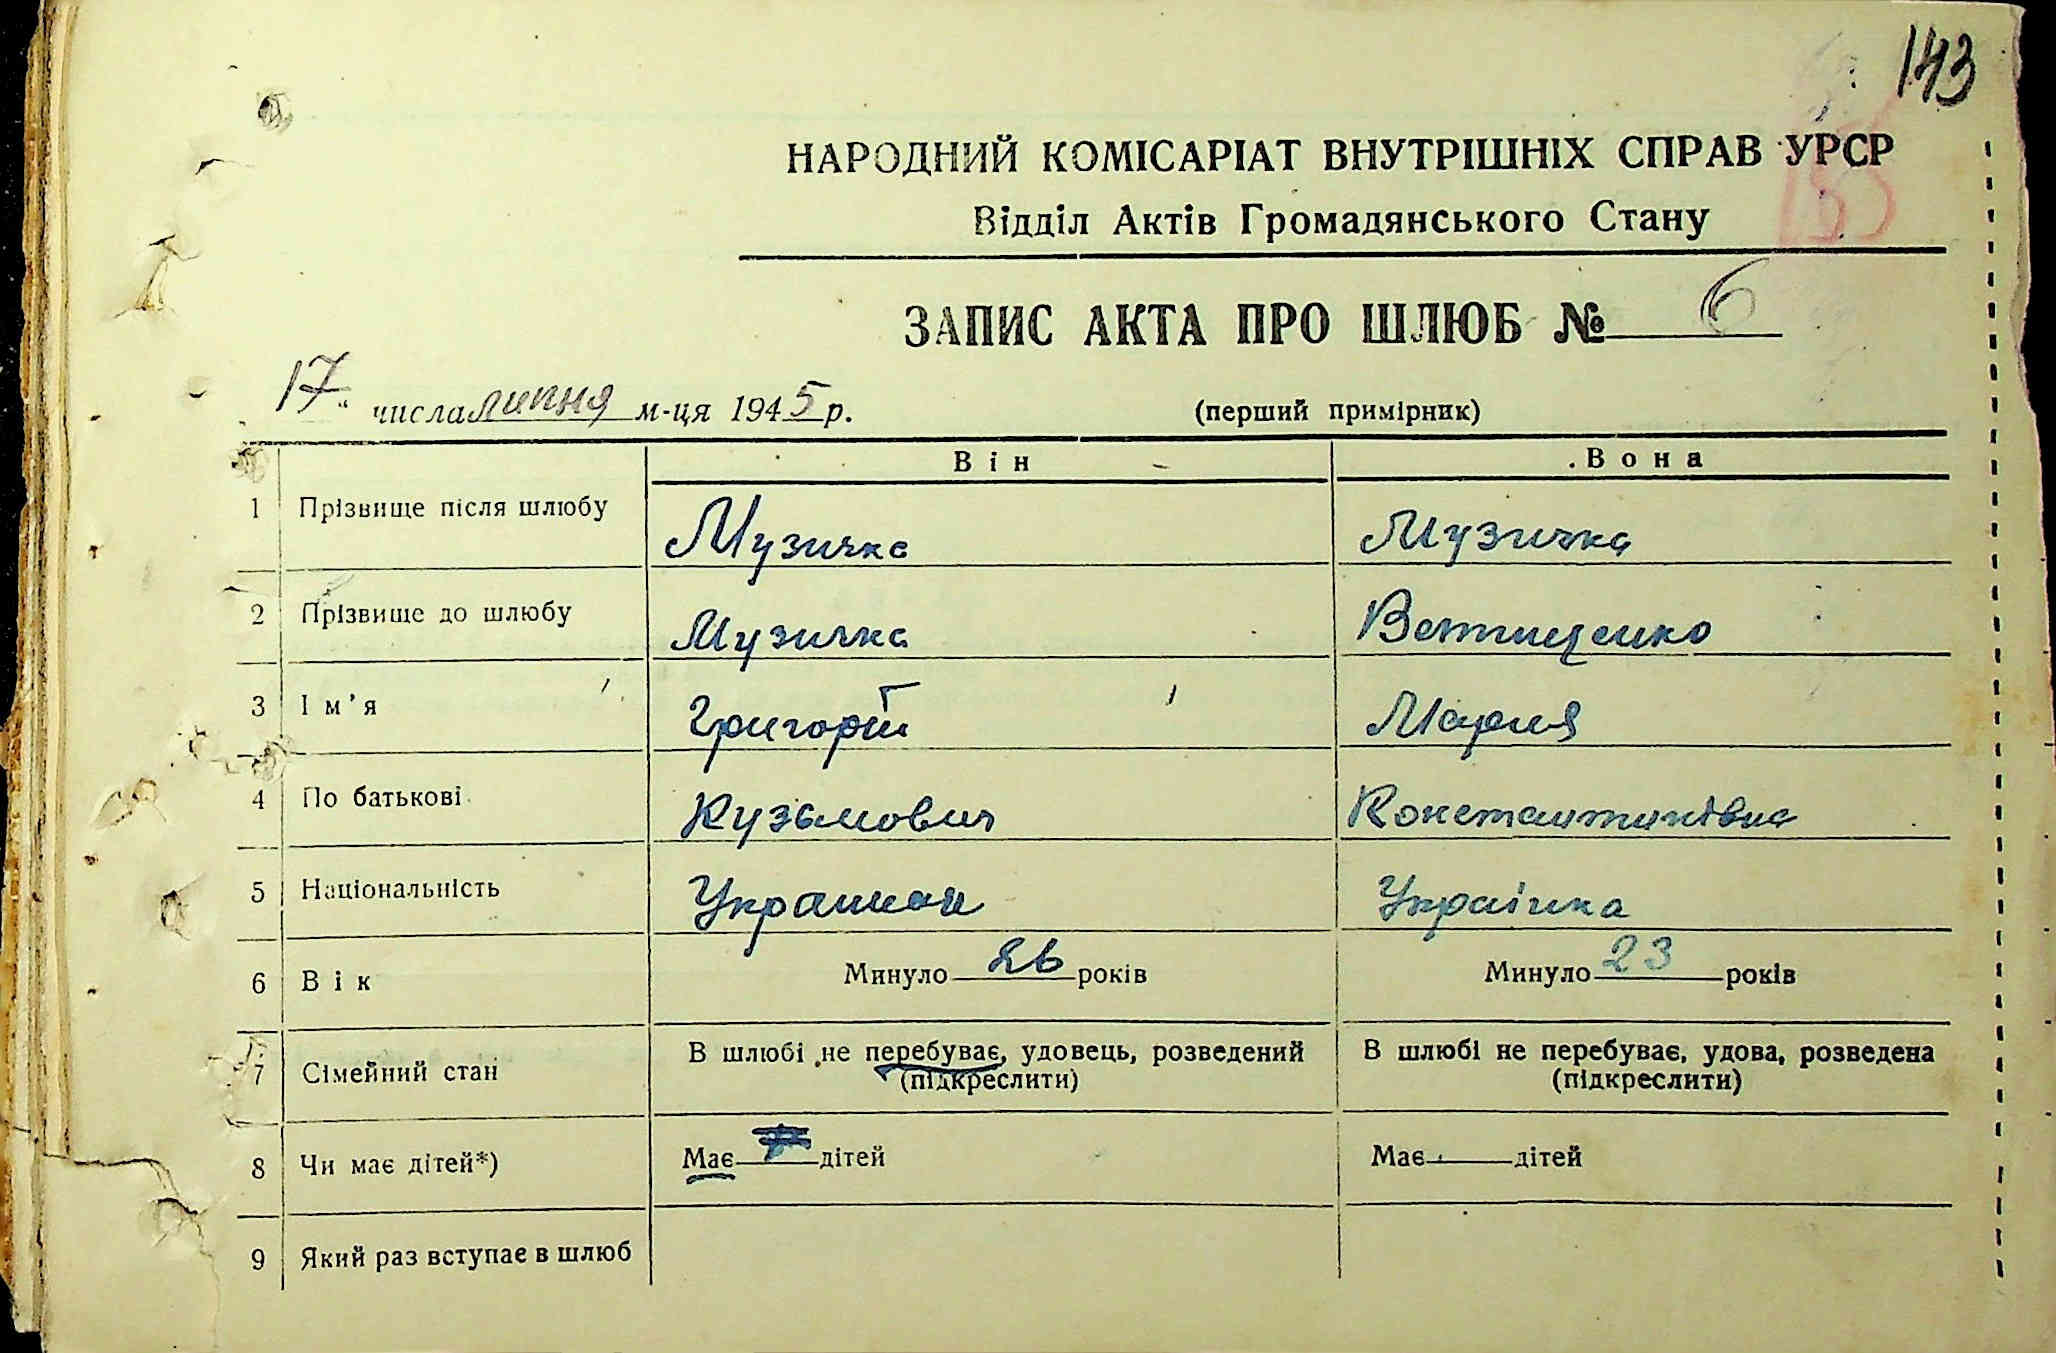 143
НАРОДНИЙ КОМІСАРІАТ ВНУТРІШНІХ СПРАВ УРСР
Відділ Актів Громадянського Стану
ЗАПИС АКТА ПРО ШЛЮБ № 6
17 числа липня м-ця 1945 р.
(перший примірник)
Він Вона
1 Прізвище після шлюбу Музичка Музичка
2 Прізвище до шлюбу Музичка
3 Ім'я Григорій Мария
4 По батькові Кузьмович Константинівна
5 Національність Українка
6 Вік Минуло 26 років Минуло 23 років
7 Сімейний стан В шлюбі не перебуває, удовець, розведений В шлюбі не перебуває, удова, розведена
(підкреслити) (підкреслити)
8 Чи має дітей*) Має дітей Має дітей
9 Який раз вступає в шлюб